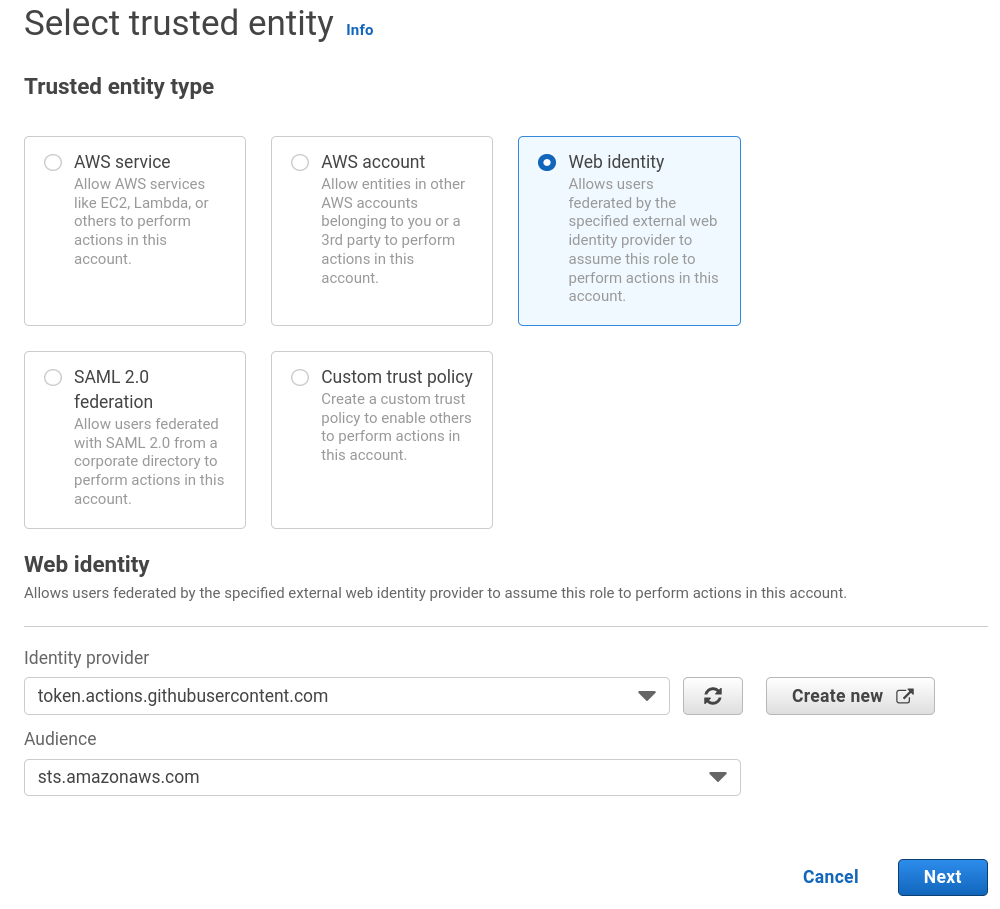 Select trusted entity Info
Trusted entity type
AWS service
Allow AWS services
like EC2, Lambda, or
others to perform
actions in this
account.
AWS account
Allow entities in other
AWS accounts
belonging to you or a
3rd party to perform
actions in this
account.
Web identity
Allows users
federated by the
specified external web
identity provider to
assume this role to
perform actions in this
account.
SAML 2.0
federation
Allow users federated
with SAML 2.0 from a
corporate directory to
perform actions in this
account.
Custom trust policy
Create a custom trust
policy to enable others
to perform actions in
this account.
Web identity
Allows users federated by the specified external web identity provider to assume this role to perform actions in this account.
Identity provider
token.actions.githubusercontent.com
Create new
Audience
sts.amazonaws.com
Cancel
Next